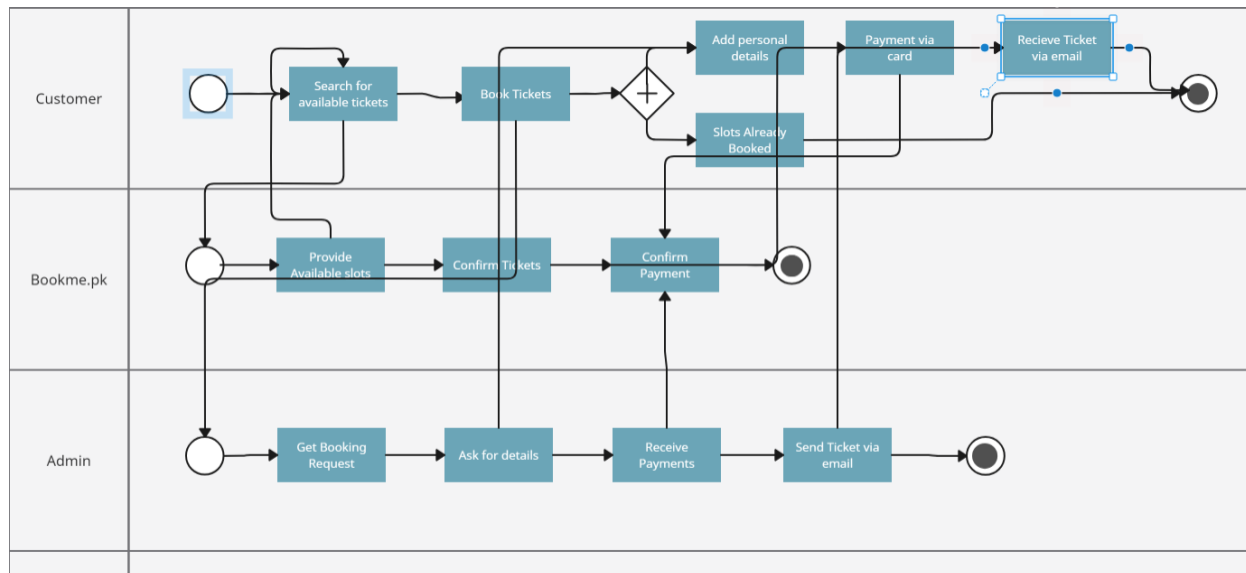 Customer
Search for
available tickets
Book Tickets
Add personal
details
Payment via
card
Recieve Ticket
via email
Slots Already
Booked
Bookme.pk
Provide
Available slots
Confirm Tickets
Confirm
Payment
Admin
Get Booking
Request
Ask for details
Receive
Payments
Send Ticket via
email